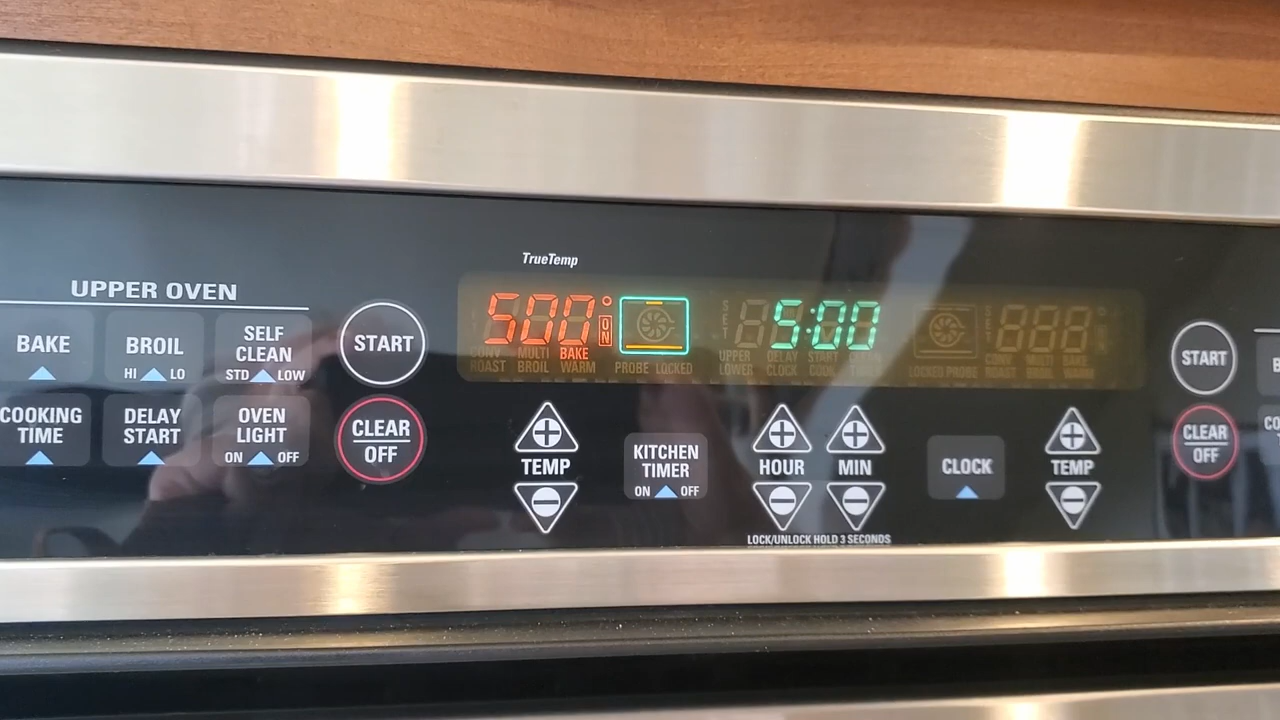 TrueTemp
UPPER OVEN
BAKE
BROIL
HI LO
SELF
CLEAN
STD LOW
START
COOKING
TIME
DELAY
START
OVEN
LIGHT
ON OFF
CLEAR
OFF
500°
ON
CONV MULTI BAKE
ROAST BROIL WARM
PROBE LOCKED
SET
5:00
UPPER DELAY START
LOWER CLOCK COOK
888
LOCKED PROBE
MULTI BAKE
ROAST BROIL WARM
TEMP
KITCHEN
TIMER
ON OFF
HOUR
MIN
LOCK/UNLOCK HOLD 3 SECONDS
CLOCK
TEMP
START
CLEAR
OFF
B
CO